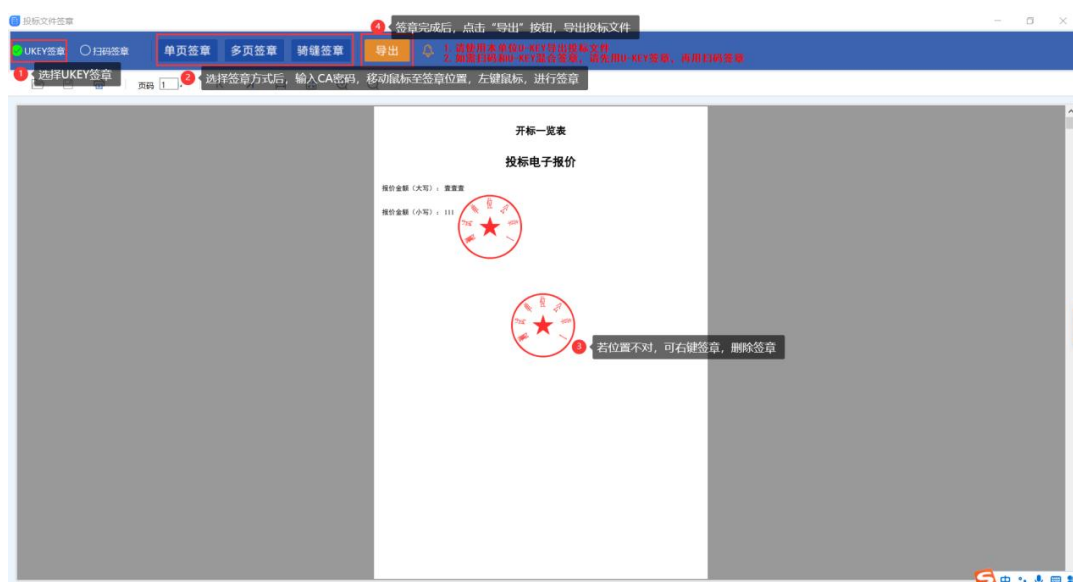 投标文件签章
4 签章完成后，点击“导出”按钮，导出投标文件
UKEY签章 扫码签章 单页签章 多页签章 骑缝签章 导出
1. 请使用本单位U-KEY导出投标文件
2. 如需扫码和U-KEY混合签章，请先用U-KEY签章，再用扫码签章
1 选择UKEY签章
2 选择签章方式后，输入CA密码，移动鼠标至签章位置，左键鼠标，进行签章
页码 1
开标一览表
投标电子报价
报价金额（大写）：壹壹壹
报价金额（小写）：111
3 若位置不对，可右键签章，删除签章
中